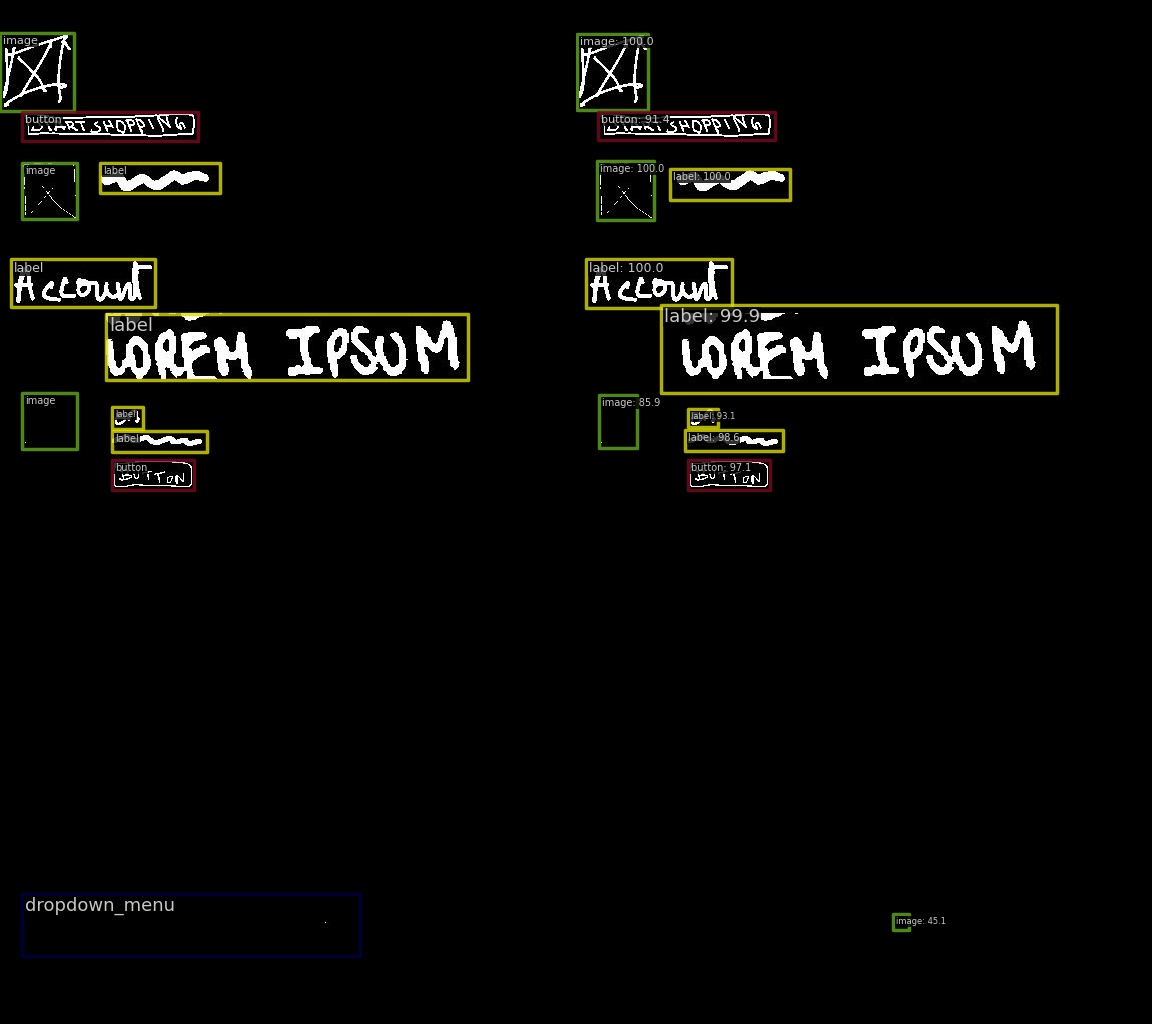 image image: 100.0
button button: 91.4
START SHOPPING START SHOPPING
image image: 100.0
label label: 100.0
label label: 100.0
Account Account
label label: 99.9
LOREM IPSUM LOREM IPSUM
image image: 85.9
label label: 93.1
label label: 98.6
button button: 97.1
BUTTON BUTTON
dropdown_menu
image: 45.1